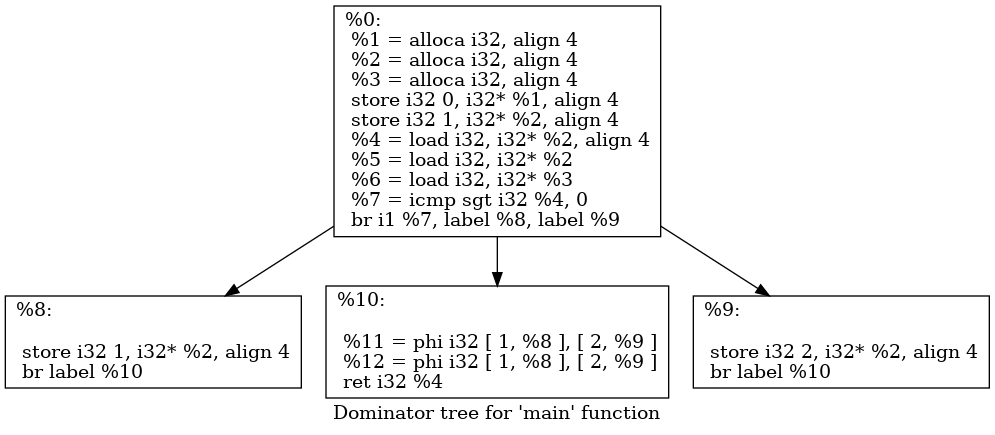 %0:
%1 = alloca i32, align 4
%2 = alloca i32, align 4
%3 = alloca i32, align 4
store i32 0, i32* %1, align 4
store i32 1, i32* %2, align 4
%4 = load i32, i32* %2, align 4
%5 = load i32, i32* %2
%6 = load i32, i32* %3
%7 = icmp sgt i32 %4, 0
br i1 %7, label %8, label %9
%8:
store i32 1, i32* %2, align 4
br label %10
%10:
%11 = phi i32 [ 1, %8 ], [ 2, %9 ]
%12 = phi i32 [ 1, %8 ], [ 2, %9 ]
ret i32 %4
%9:
store i32 2, i32* %2, align 4
br label %10
Dominator tree for 'main' function